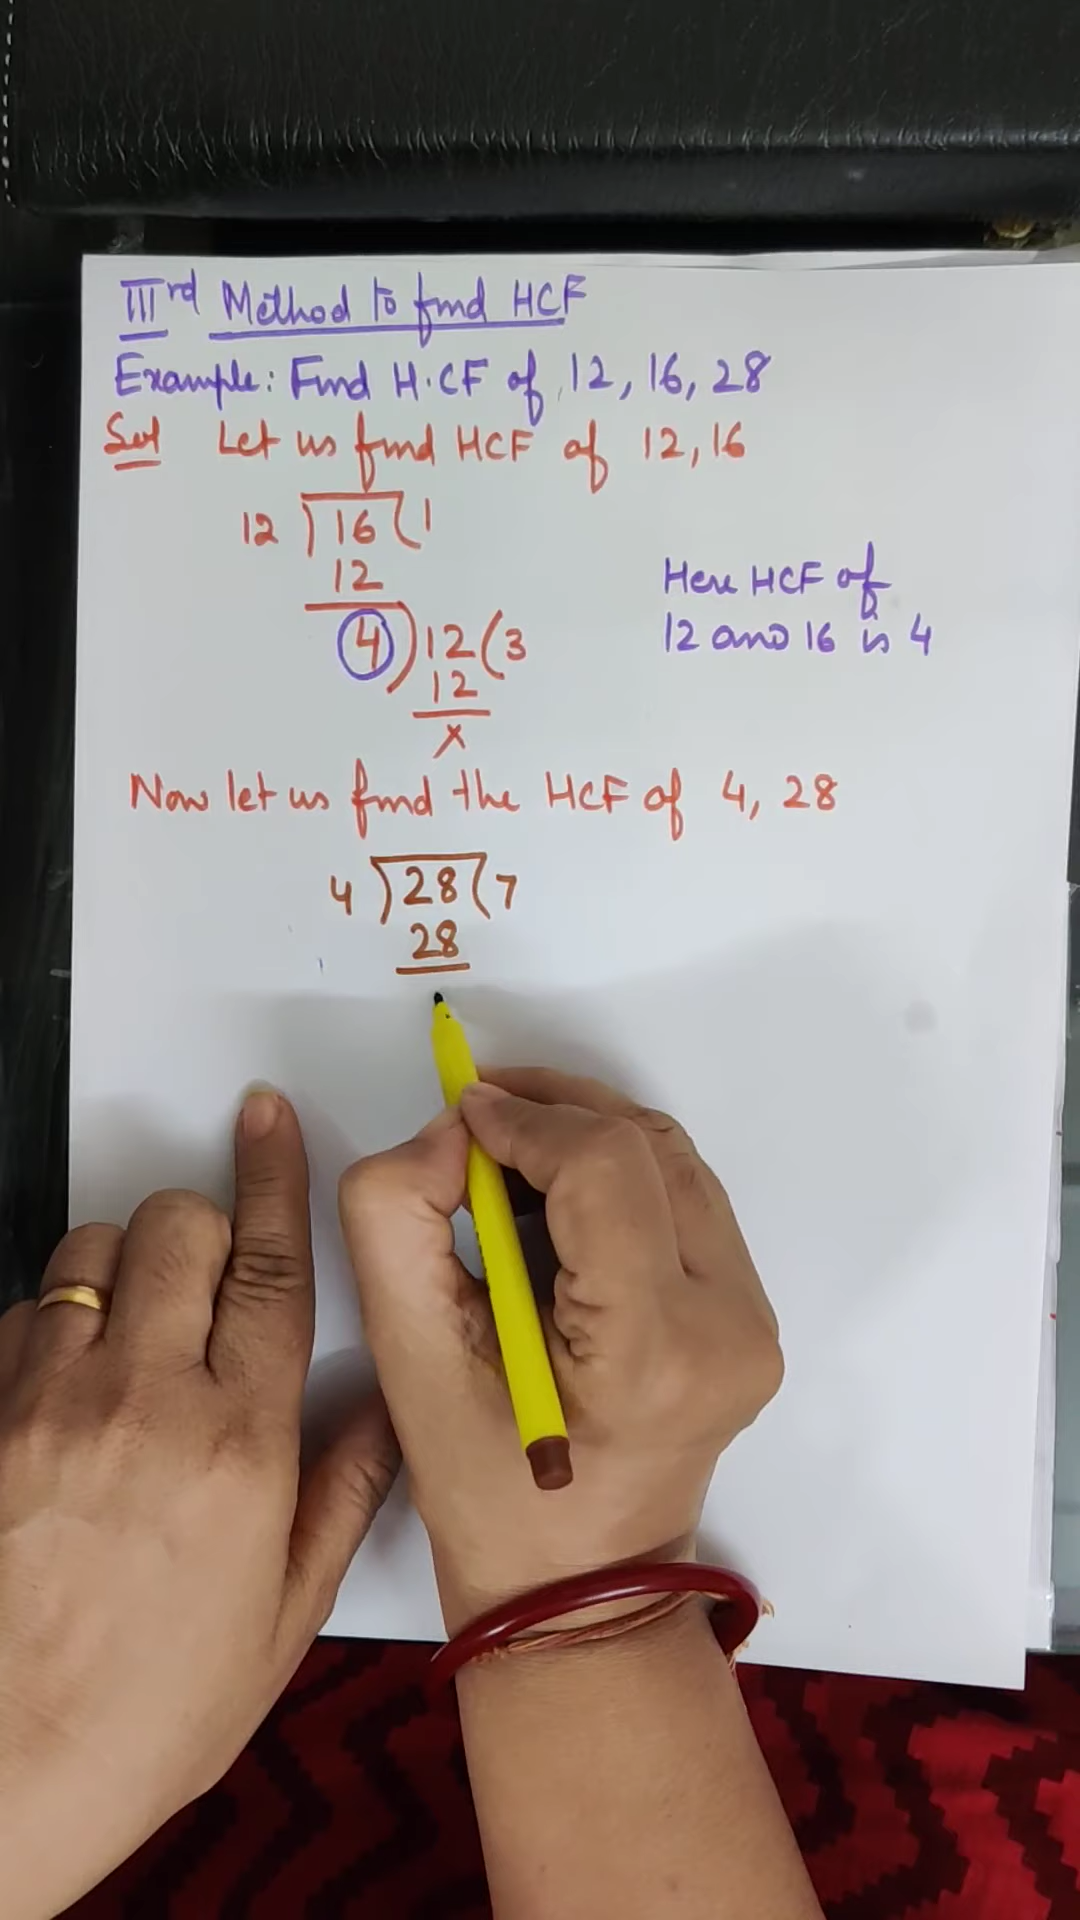 IIIrd Method to find HCF
Example: Find H.CF of 12, 16, 28
Sol Let us find HCF of 12, 16
12 ) 16 ( 1
12
4 ) 12 ( 3
12
x
Here HCF of
12 and 16 is 4
Now let us find the HCF of 4, 28
4 ) 28 ( 7
28